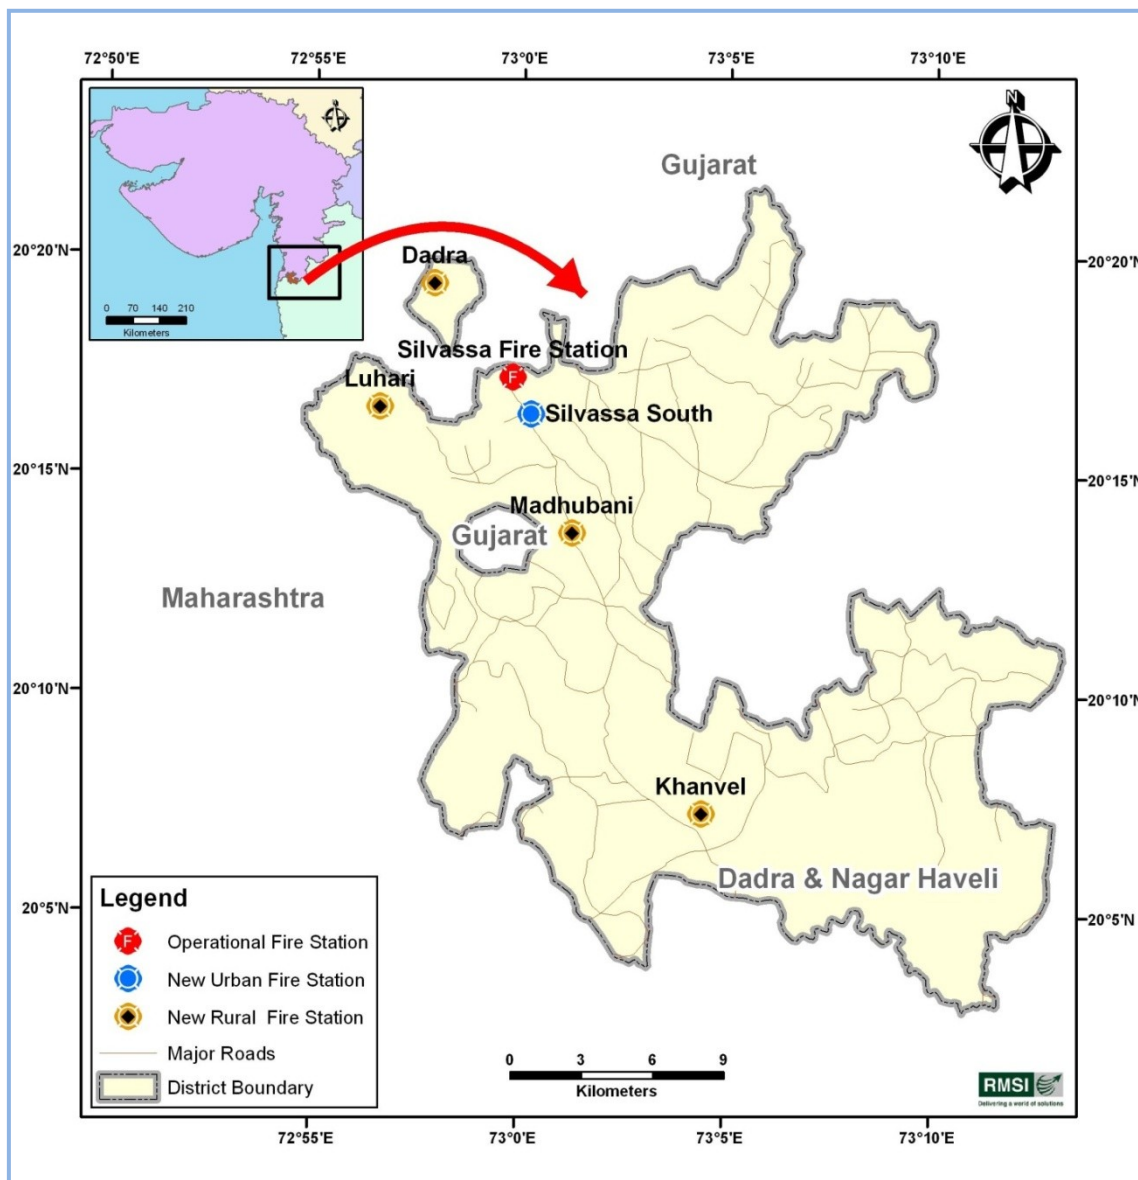 72°50'E 72°55'E 73°0'E 73°5'E 73°10'E
N
Gujarat
0 70 140 210
Kilometers
20°20'N
20°20'N
Dadra
Silvassa Fire Station
F
Luhari
Silvassa South
20°15'N
20°15'N
Madhubani
Gujarat
Maharashtra
20°10'N
20°10'N
Khanvel
Dadra & Nagar Haveli
20°5'N
20°5'N
Legend
F Operational Fire Station
New Urban Fire Station
New Rural Fire Station
Major Roads
District Boundary
0 3 6 9
Kilometers
RMSI
Delivering a world of solutions
72°55'E 73°0'E 73°5'E 73°10'E